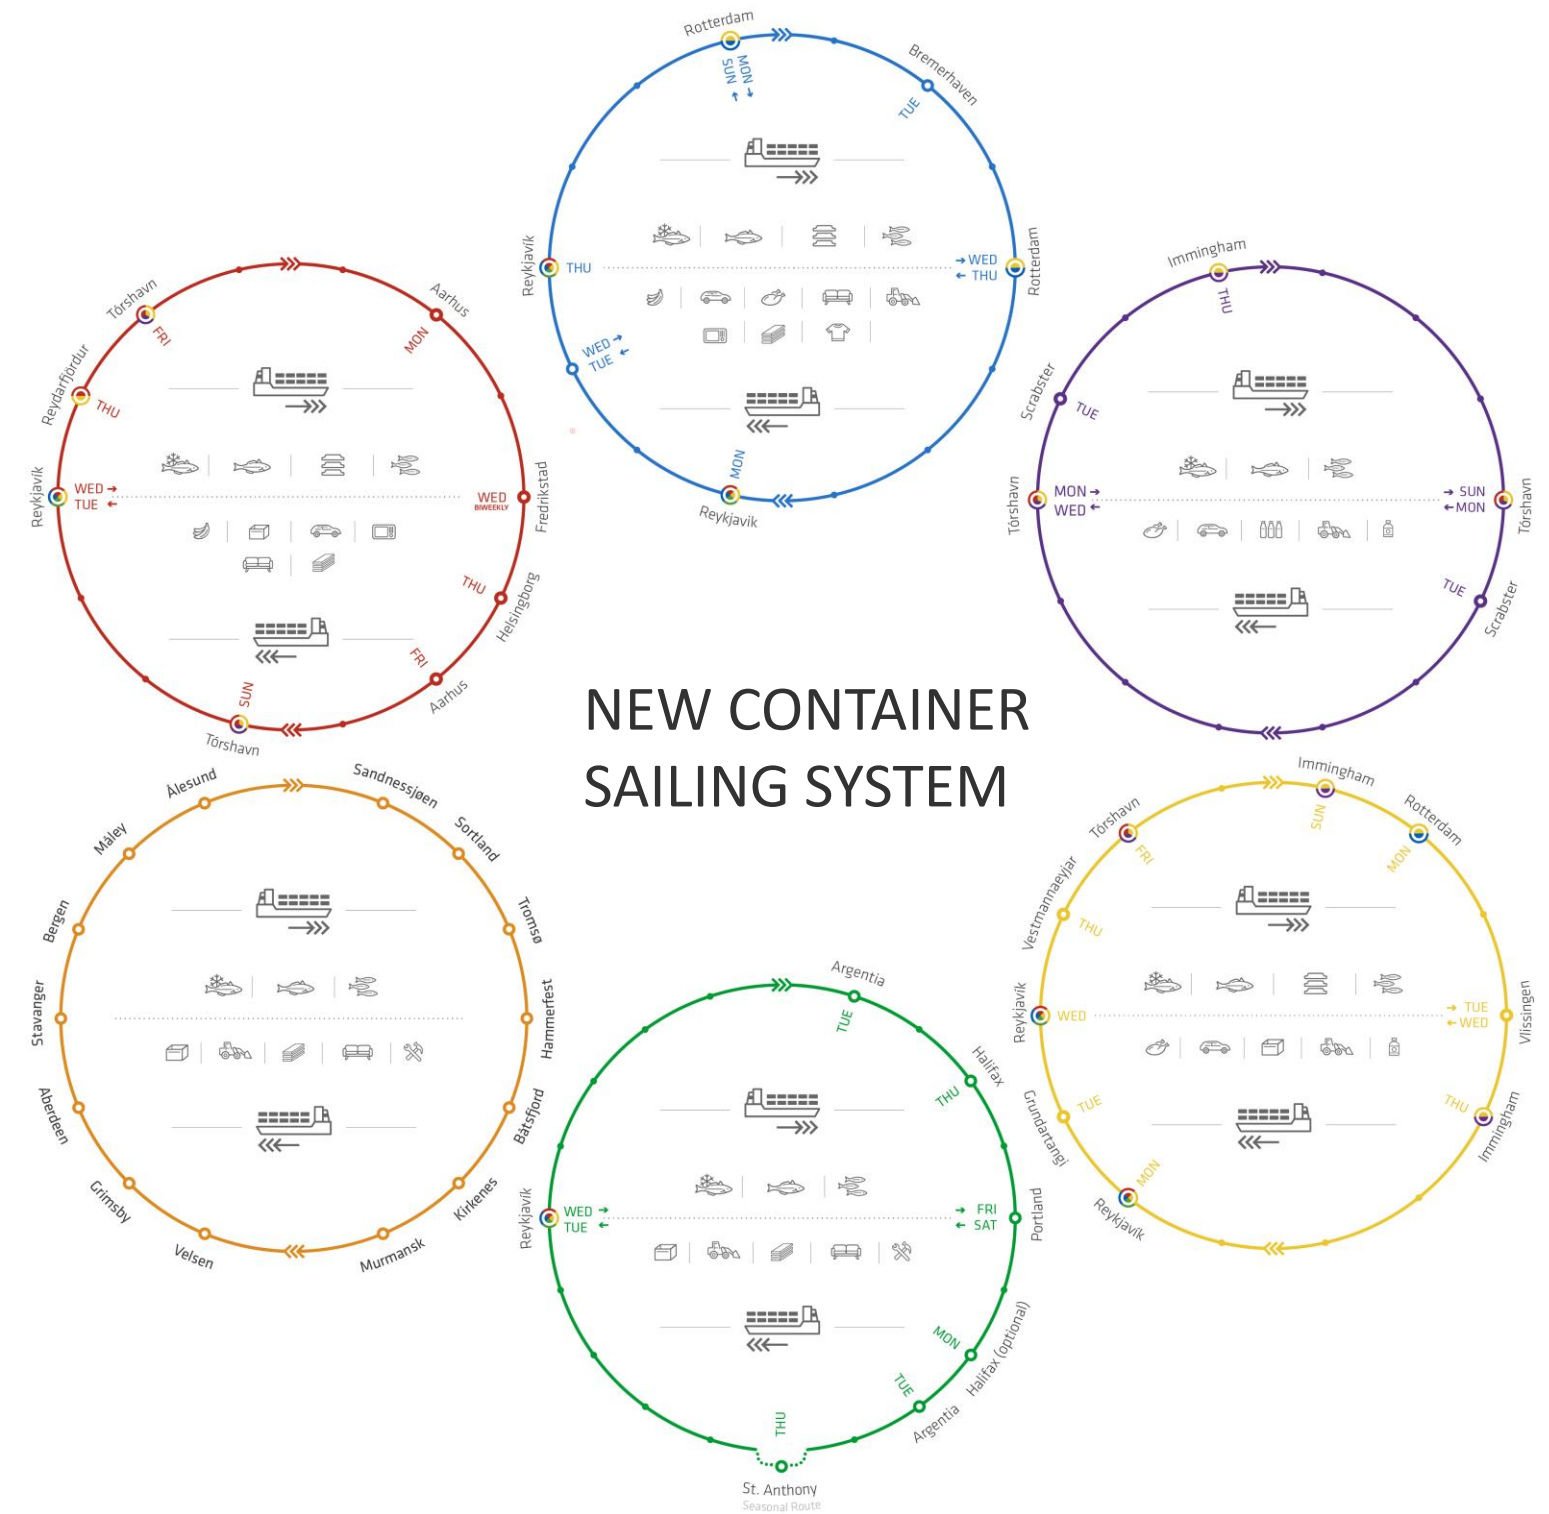 Rotterdam
MON
SUN
Bremerhaven
TUE
Rotterdam
WED
THU
Reykjavik
MON
WED
TUE
Reykjavik
THU
Tórshavn
FRI
Aarhus
MON
Fredrikstad
WED
BIWEEKLY
Helsingborg
THU
Aarhus
FRI
Tórshavn
SUN
Reykjavik
WED
TUE
Reydarfjördur
THU
Immingham
THU
Tórshavn
SUN
MON
Scrabster
TUE
Tórshavn
MON
WED
Scrabster
TUE
NEW CONTAINER
SAILING SYSTEM
Ålesund
Sandnessjøen
Sortland
Tromsø
Hammerfest
Båtsfjord
Kirkenes
Murmansk
Velsen
Grimsby
Aberdeen
Stavanger
Bergen
Måløy
Argentia
TUE
Halifax
THU
Portland
FRI
SAT
Halifax (optional)
MON
Argentia
TUE
THU
St. Anthony
Seasonal Route
Reykjavik
WED
TUE
Tórshavn
FRI
Immingham
SUN
Rotterdam
MON
Vlissingen
TUE
WED
Immingham
THU
Reykjavik
MON
Grundartangi
TUE
Reykjavik
WED
Vestmannaeyjar
THU